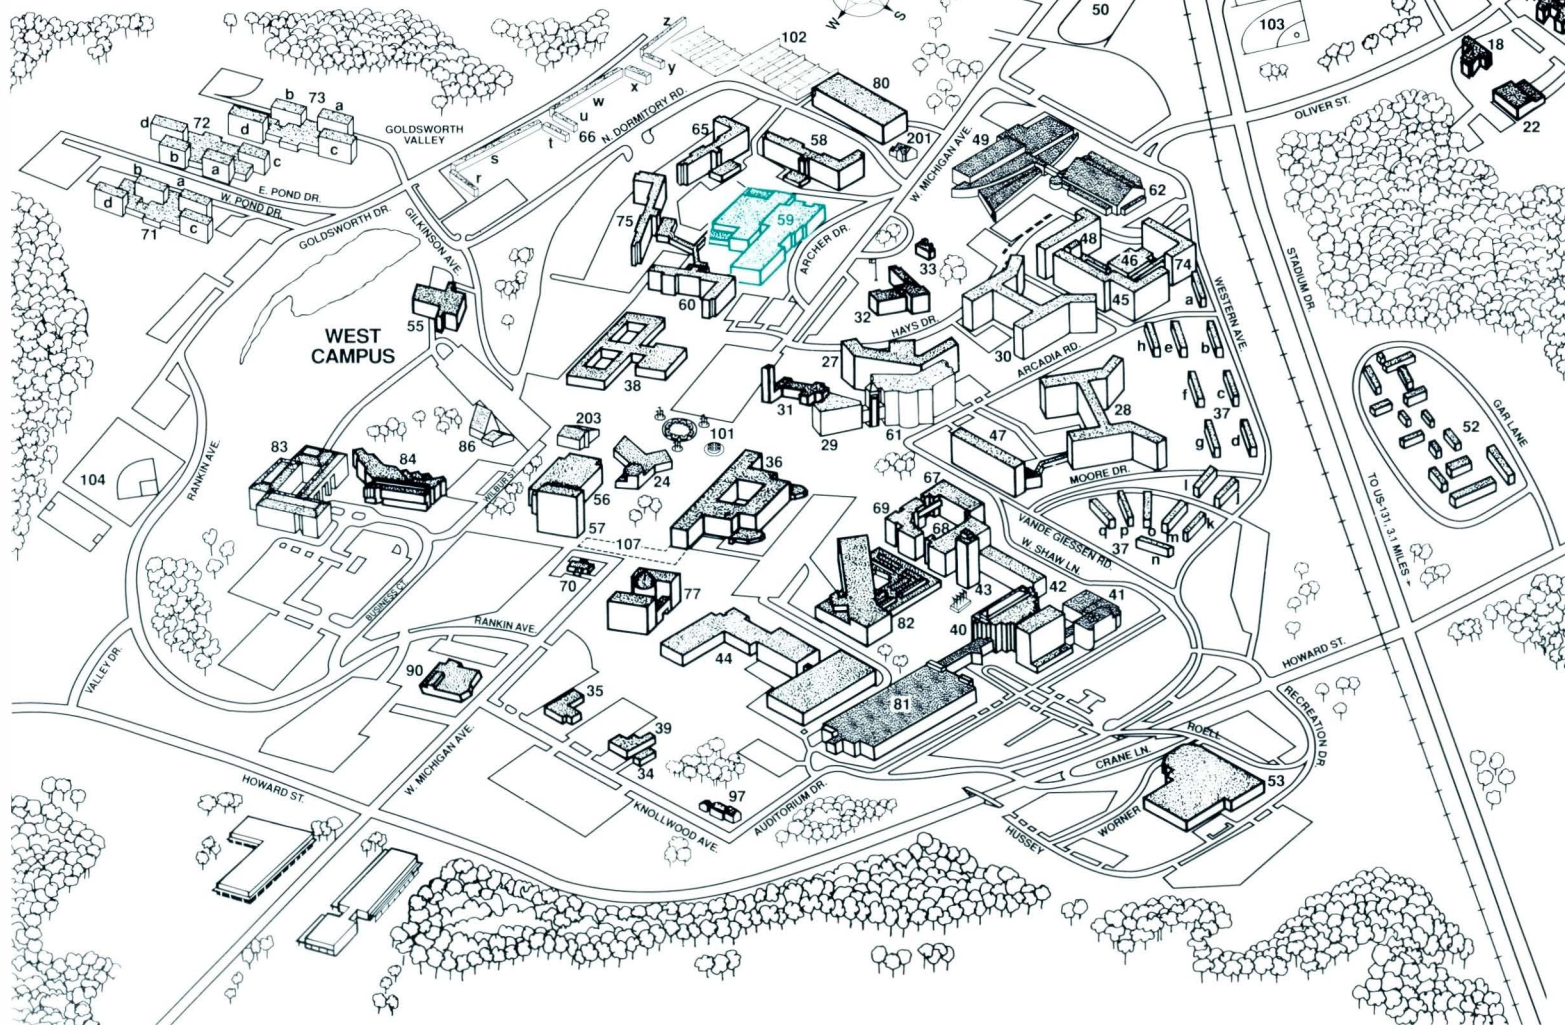 z
102
50
103
W
S
18
22
OLIVER ST.
y
x
w
u
66
t
s
r
80
201
N. DORMITORY RD.
W. MICHIGAN AVE.
49
62
b
73
a
d
72
d
c
b
a
c
GOLDSWORTH
VALLEY
E. POND DR.
W. POND DR.
b
a
d
c
71
GOLDSWORTH DR.
GILKINSON AVE.
65
58
75
59
ARCHER DR.
60
33
32
48
46
74
45
a
STADIUM DR.
WESTERN AVE.
55
WEST
CAMPUS
38
HAYS DR.
27
30
ARCADIA RD.
h
e
b
f
c
37
g
d
31
29
61
28
GAR LANE
52
203
101
86
24
47
MOORE DR.
83
84
WILBUR ST.
56
57
36
104
RANKIN AVE.
67
69
68
VANDE GIESSEN RD.
W. SHAW LN.
l
j
q
p
o
m
k
37
n
TO US-131, 3.1 MILES
107
70
77
BUSINESS CT.
RANKIN AVE.
43
42
41
82
40
44
VALLEY DR.
90
35
39
34
81
HOWARD ST.
RECREATION DR.
ROELL
CRANE LN.
53
WORNER
HUSSEY
97
AUDITORIUM DR.
KNOLLWOOD AVE.
W. MICHIGAN AVE.
HOWARD ST.